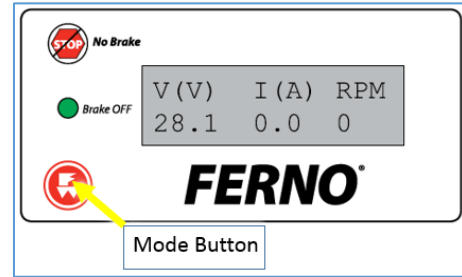 STOP No Brake
V(V) I(A) RPM
Brake OFF
28.1 0.0 0
FERNO®
Mode Button